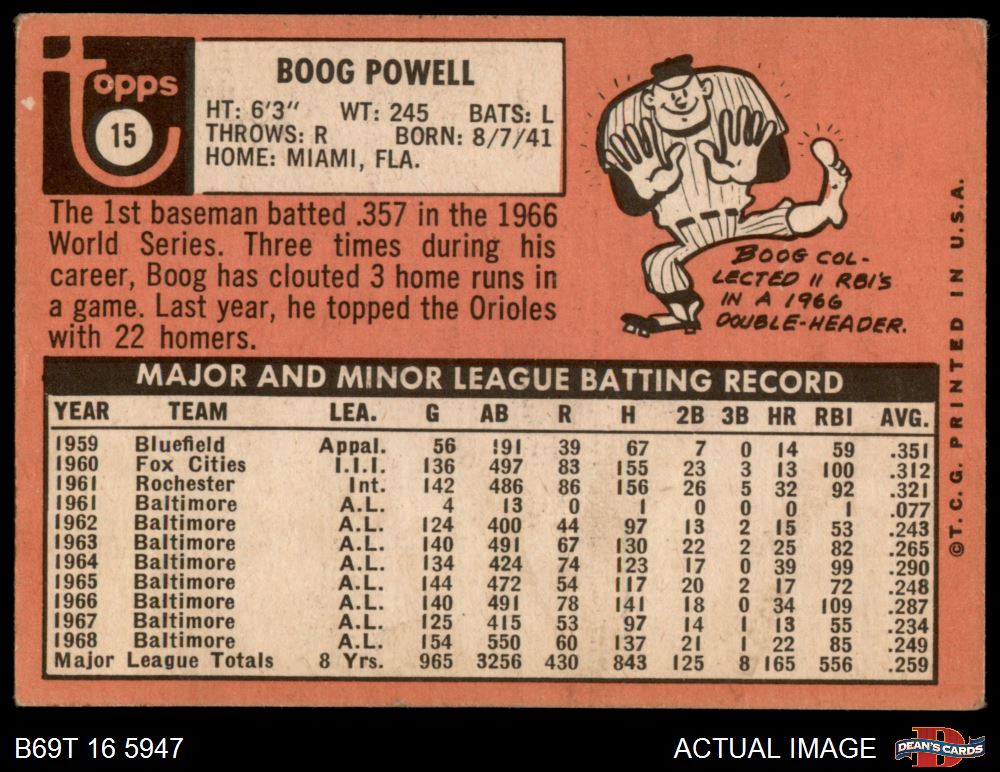 topps
15
BOOG POWELL
HT: 6'3" WT: 245 BATS: L
THROWS: R BORN: 8/7/41
HOME: MIAMI, FLA.
The 1st baseman batted .357 in the 1966
World Series. Three times during his
career, Boog has clouted 3 home runs in
a game. Last year, he topped the Orioles
with 22 homers.
BOOG COL-
LECTED 11 RBI'S
IN A 1966
DOUBLE-HEADER.
©T.C.G. PRINTED IN U.S.A.
MAJOR AND MINOR LEAGUE BATTING RECORD
YEAR TEAM LEA. G AB R H 2B 3B HR RBI AVG.
1959 Bluefield Appal. 56 191 39 67 7 0 14 59 .351
1960 Fox Cities I.I.I. 136 497 83 155 23 3 13 100 .312
1961 Rochester Int. 142 486 86 156 26 5 32 92 .321
1961 Baltimore A.L. 4 13 0 1 0 0 0 1 .077
1962 Baltimore A.L. 124 400 44 97 13 2 15 53 .243
1963 Baltimore A.L. 140 491 67 130 22 2 25 82 .265
1964 Baltimore A.L. 134 424 74 123 17 0 39 99 .290
1965 Baltimore A.L. 144 472 54 117 20 2 17 72 .248
1966 Baltimore A.L. 140 491 78 141 18 0 34 109 .287
1967 Baltimore A.L. 125 415 53 97 14 1 13 55 .234
1968 Baltimore A.L. 154 550 60 137 21 1 22 85 .249
Major League Totals 8 Yrs. 965 3256 430 843 125 8 165 556 .259
B69T 16 5947
ACTUAL IMAGE
D
DEAN'S CARDS